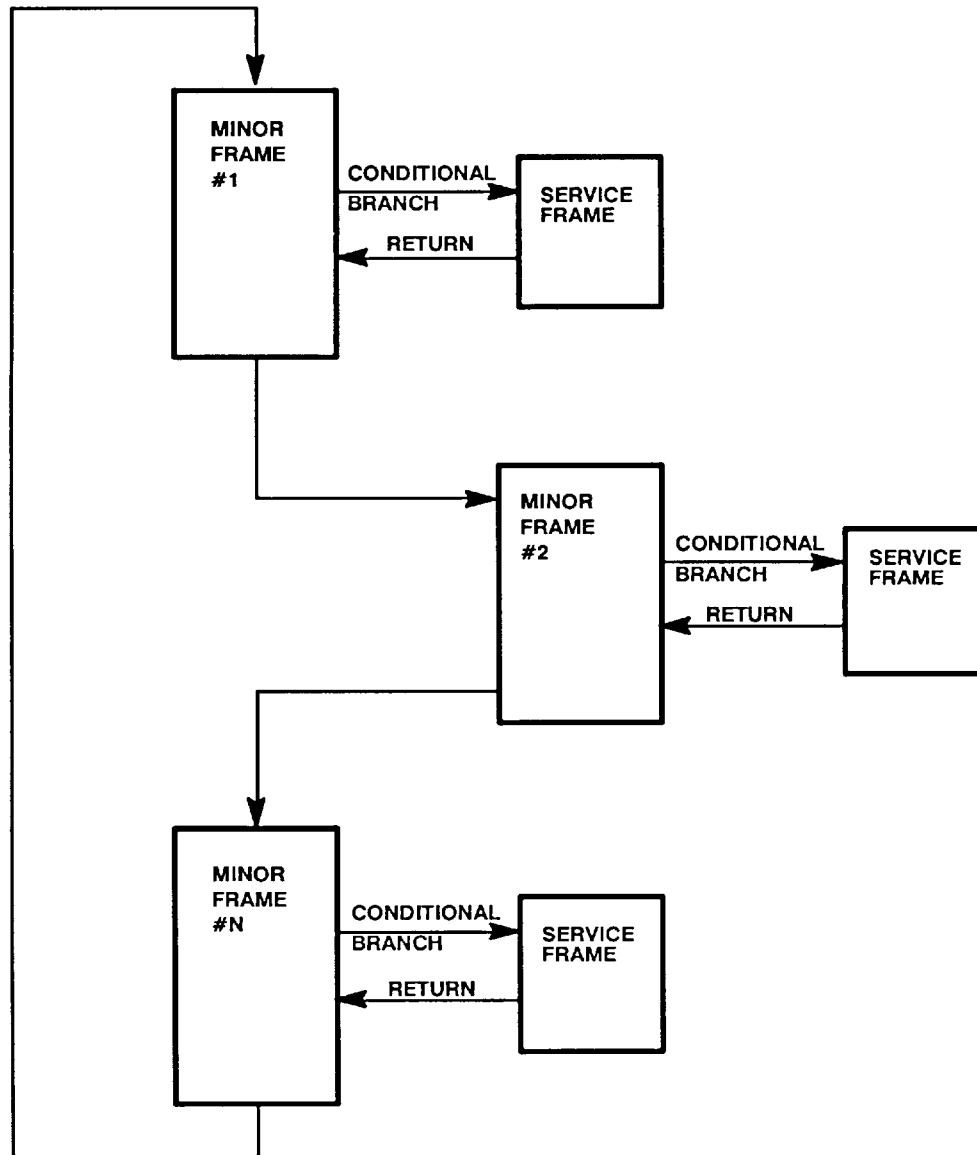 MINOR
FRAME
#1
CONDITIONAL
BRANCH
RETURN
SERVICE
FRAME
MINOR
FRAME
#2
CONDITIONAL
BRANCH
RETURN
SERVICE
FRAME
MINOR
FRAME
#N
CONDITIONAL
BRANCH
RETURN
SERVICE
FRAME